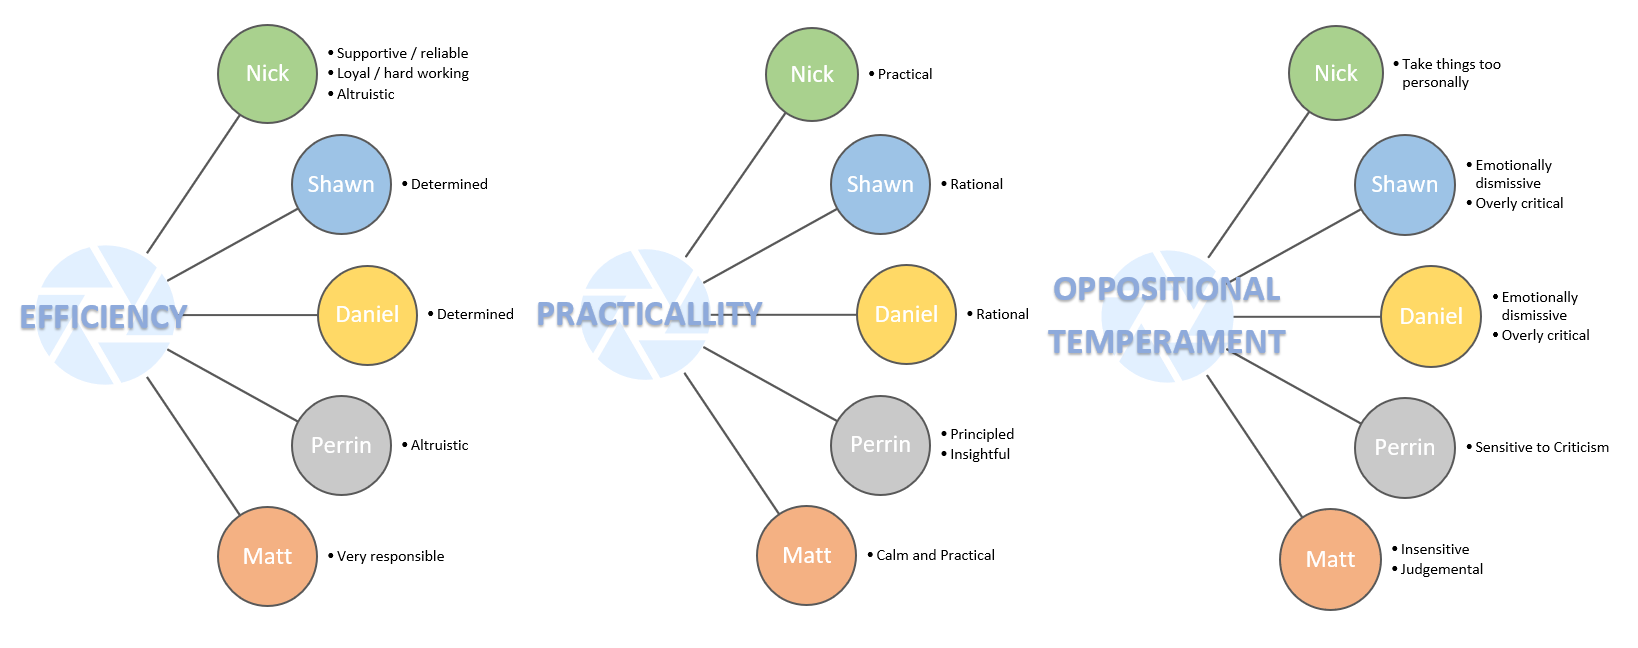 EFFICIENCY
Nick
• Supportive / reliable
• Loyal / hard working
• Altruistic
Shawn
• Determined
Daniel
• Determined
Perrin
• Altruistic
Matt
• Very responsible
PRACTICALLITY
Nick
• Practical
Shawn
• Rational
Daniel
• Rational
Perrin
• Principled
• Insightful
Matt
• Calm and Practical
OPPOSITIONAL
TEMPERAMENT
Nick
• Take things too
personally
Shawn
• Emotionally
dismissive
• Overly critical
Daniel
• Emotionally
dismissive
• Overly critical
Perrin
• Sensitive to Criticism
Matt
• Insensitive
• Judgemental